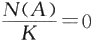 N(A)/K = 0